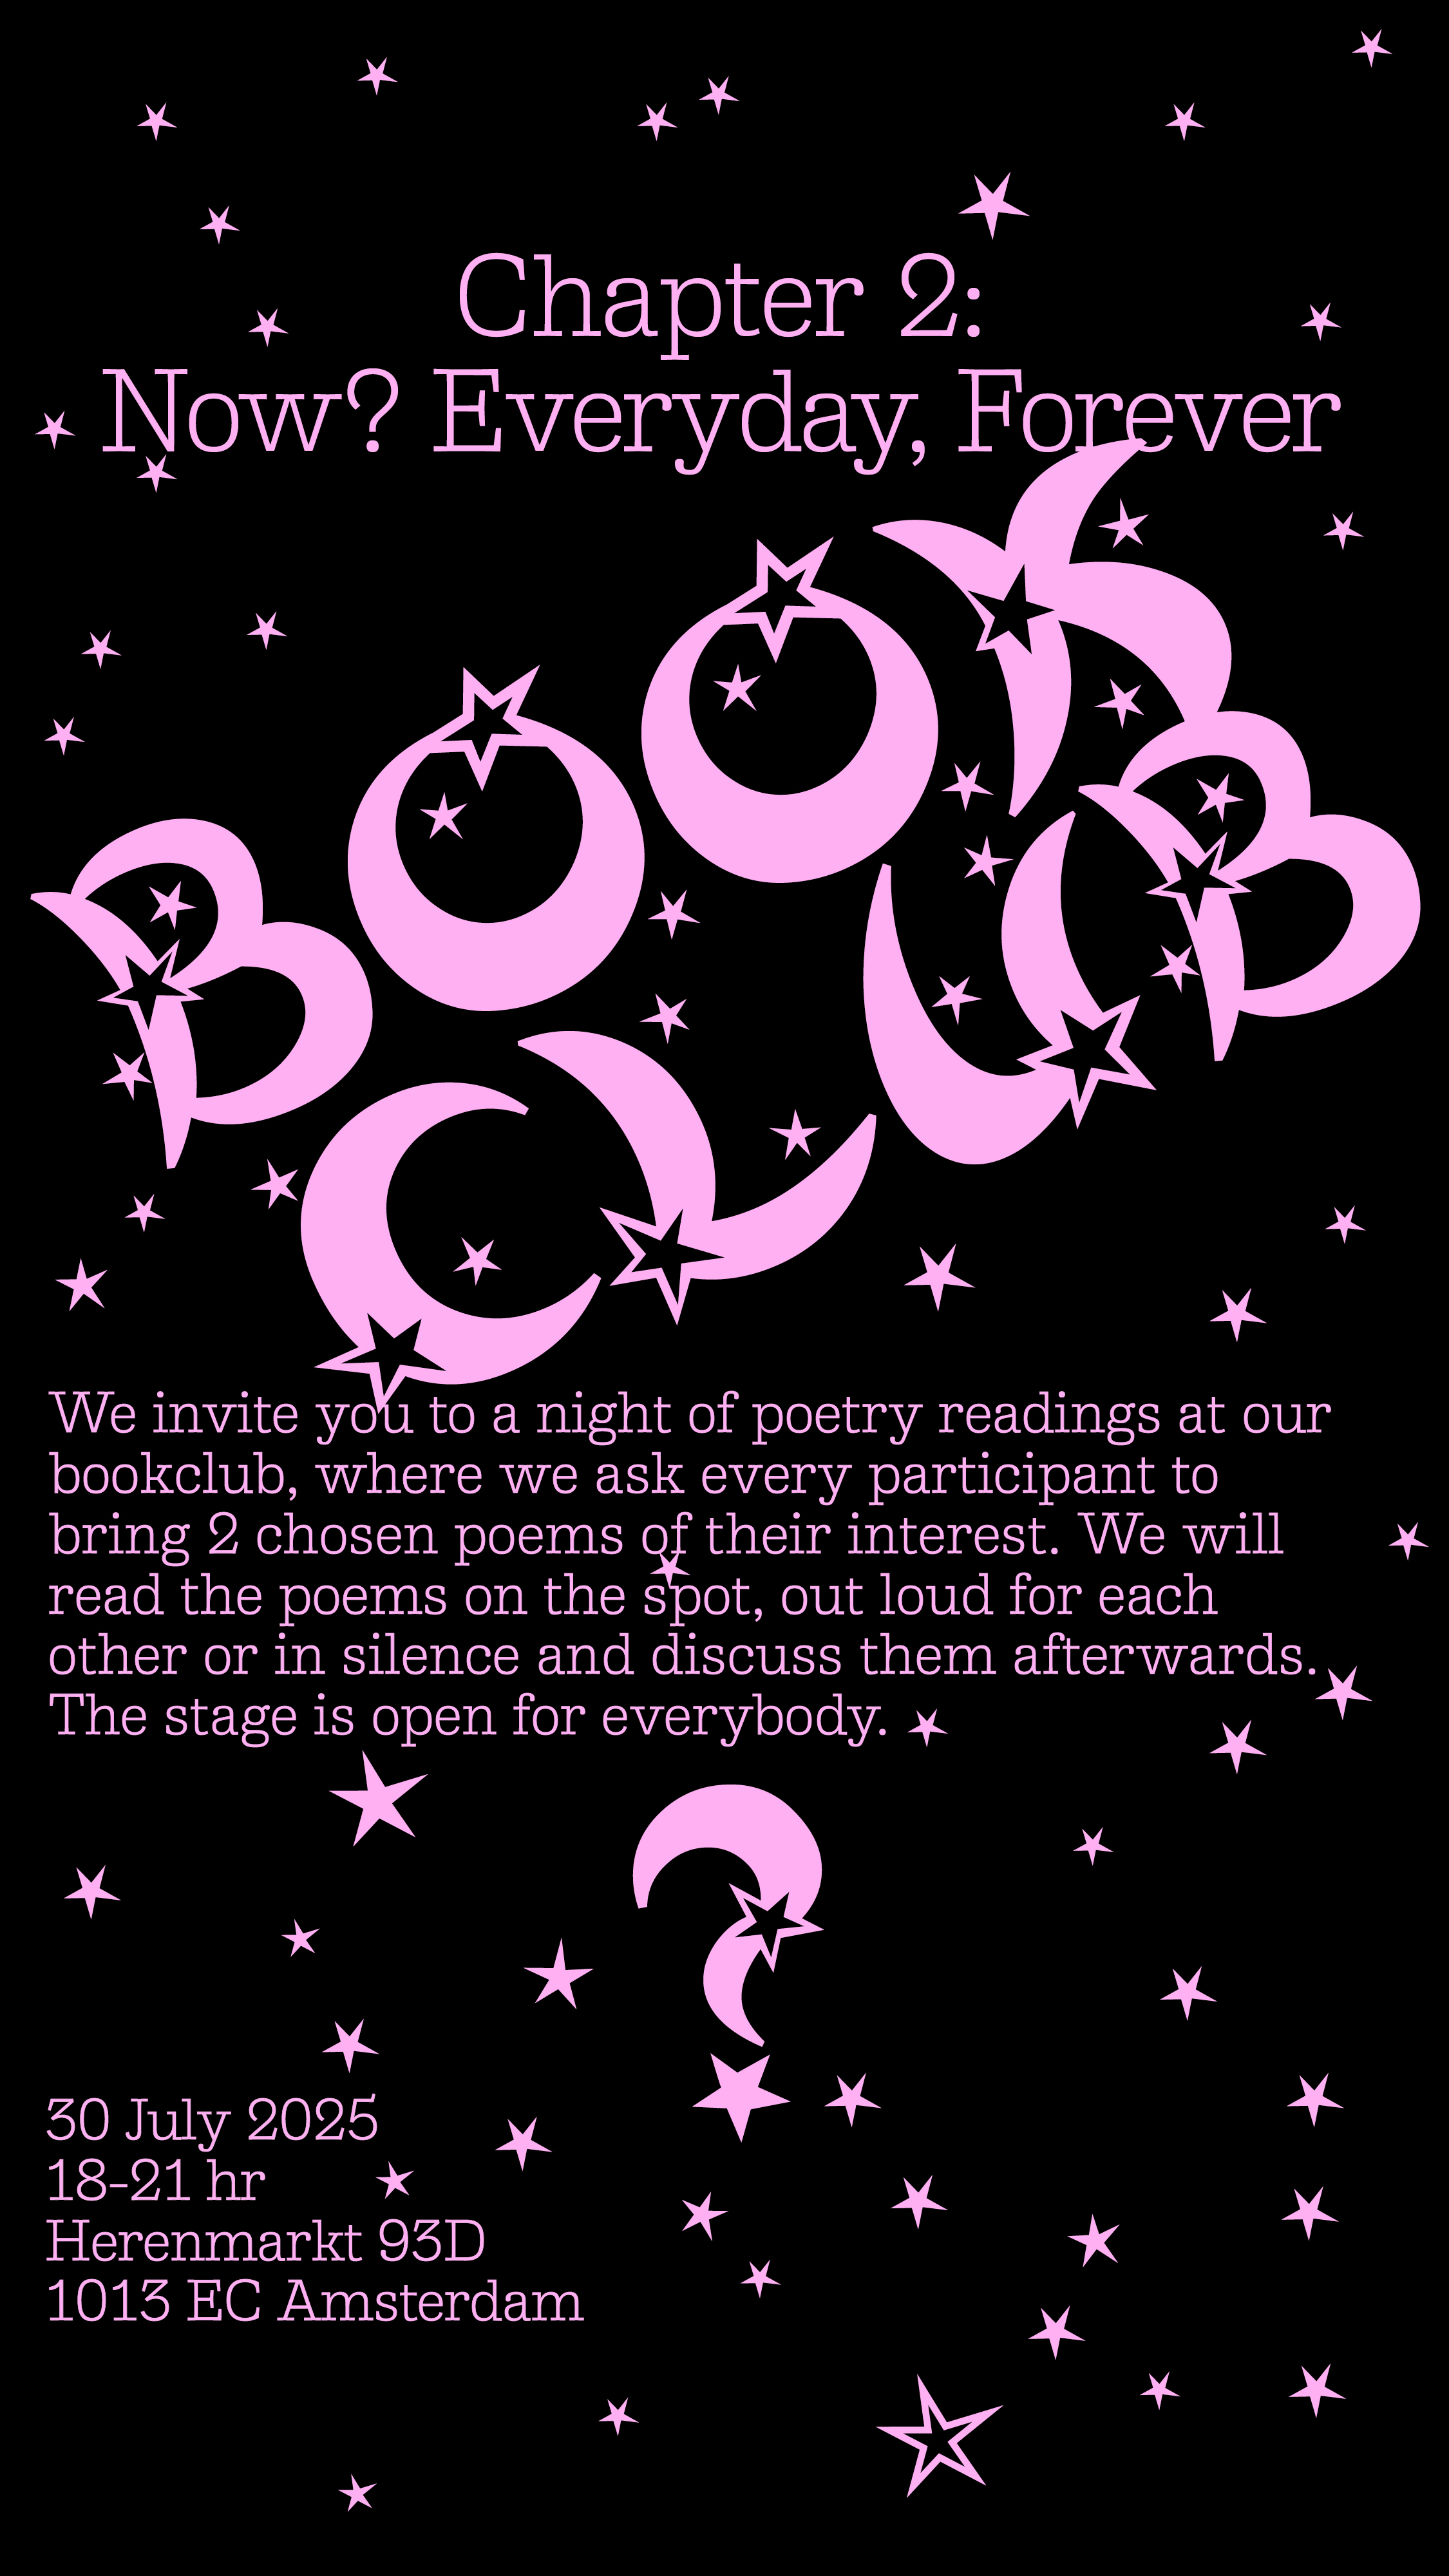 Chapter 2:
Now? Everyday, Forever
BOOK
CLUB
We invite you to a night of poetry readings at our
bookclub, where we ask every participant to
bring 2 chosen poems of their interest. We will
read the poems on the spot, out loud for each
other or in silence and discuss them afterwards.
The stage is open for everybody.
?
30 July 2025
18-21 hr
Herenmarkt 93D
1013 EC Amsterdam